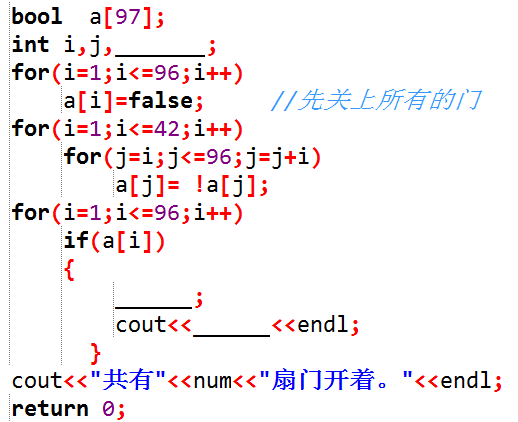 bool  a[97];
int i,j,_______;
for(i=1;i<=96;i++)
    a[i]=false;     //先关上所有的门
for(i=1;i<=42;i++)
    for(j=i;j<=96;j=j+i)
        a[j]= !a[j];
for(i=1;i<=96;i++)
    if(a[i])
    {
        ______;
        cout<<______<<endl;
      }
cout<<"共有"<<num<<"扇门开着。"<<endl;
return 0;